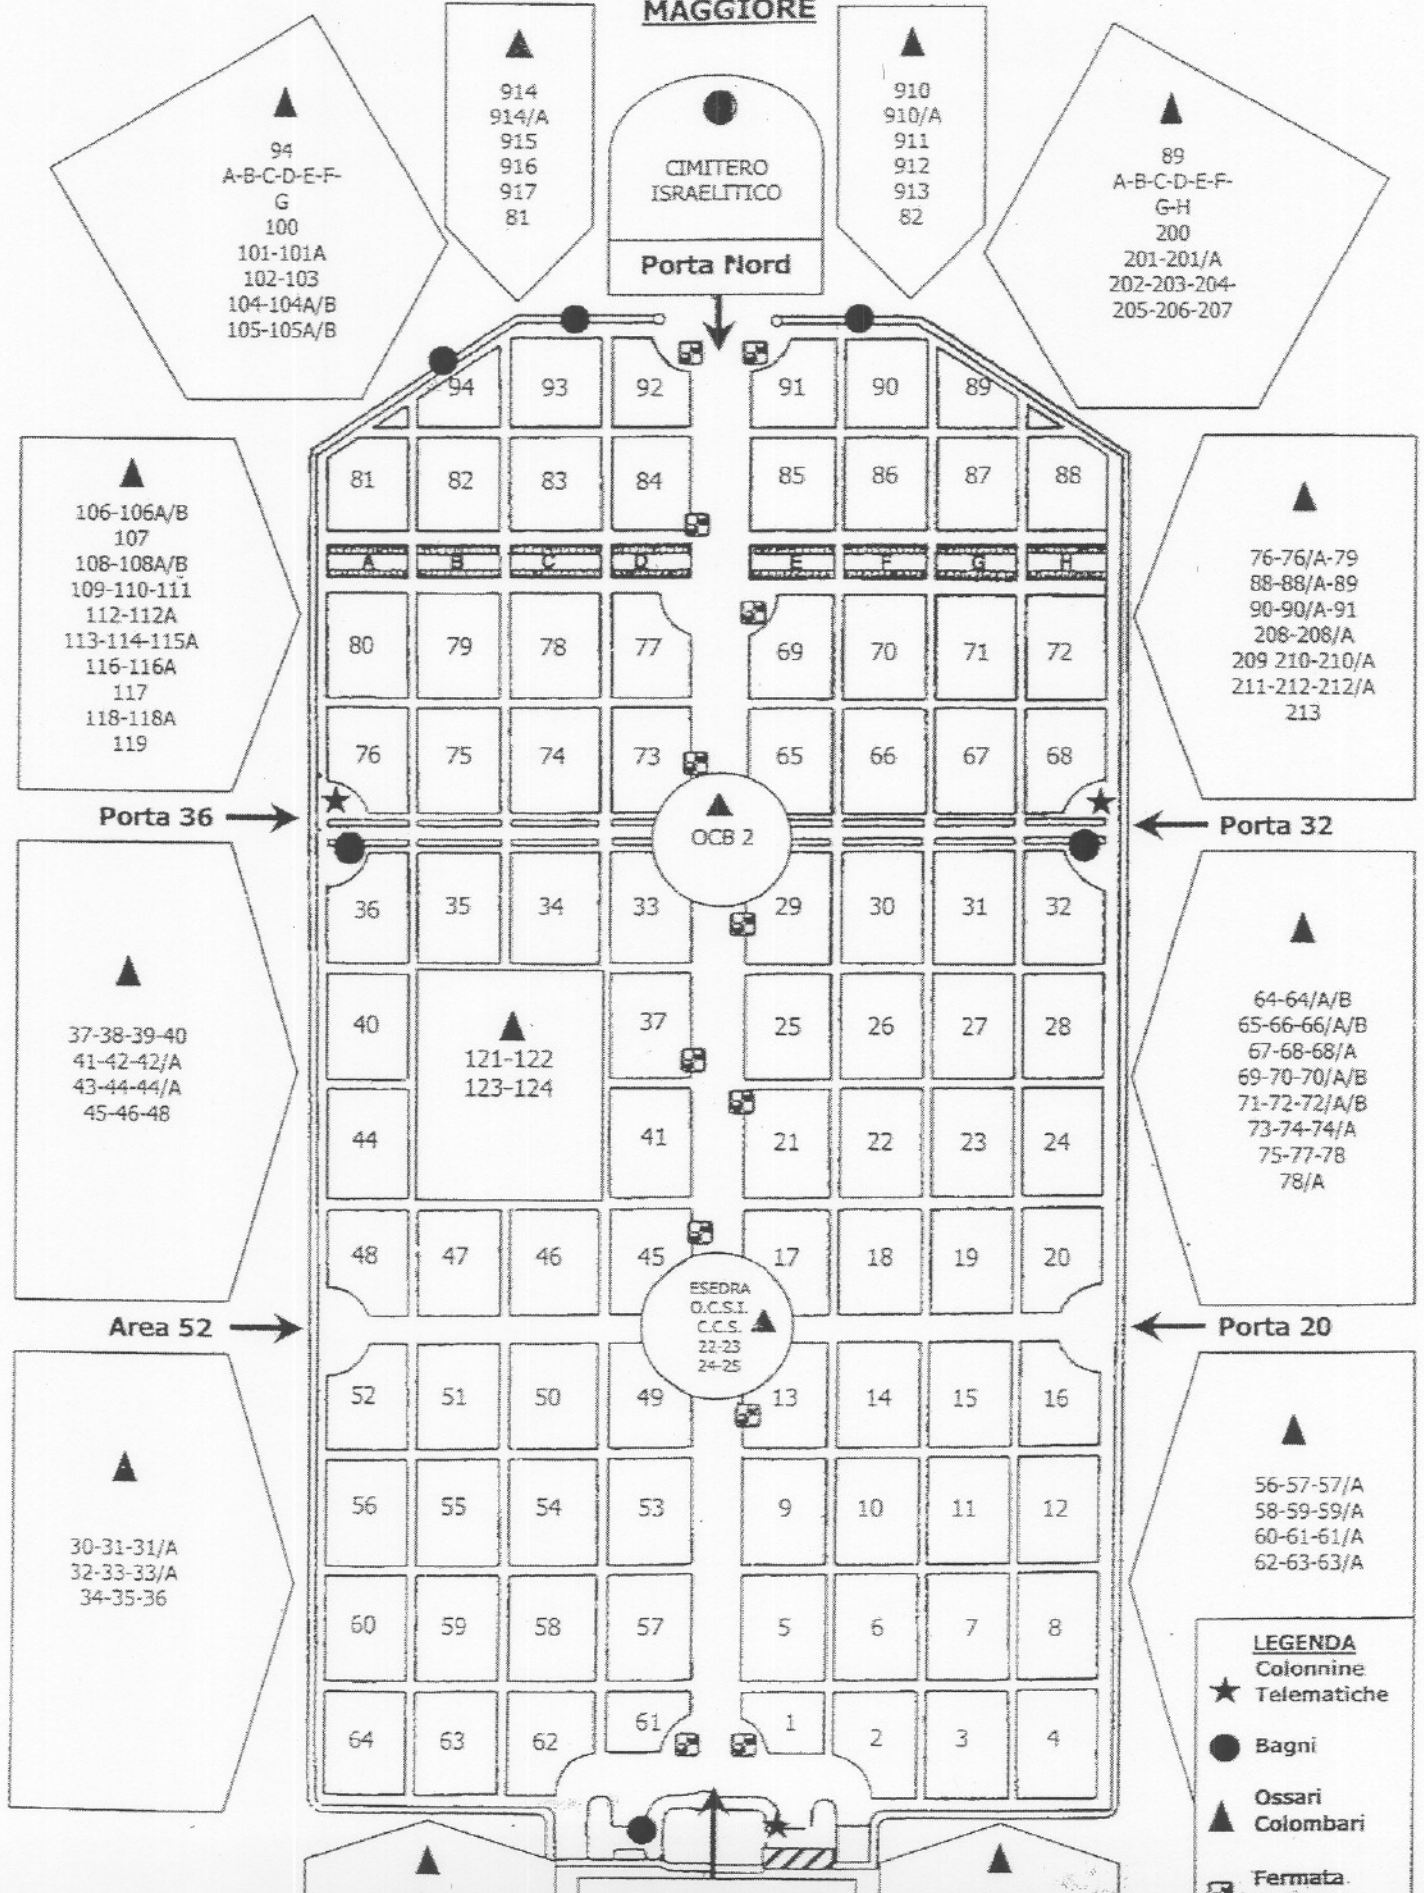 MAGGIORE
94
A-B-C-D-E-F-
G
100
101-101A
102-103
104-104A/B
105-105A/B
914
914/A
915
916
917
81
CIMITERO
ISRAELITICO
Porta Nord
910
910/A
911
912
913
82
89
A-B-C-D-E-F-
G-H
200
201-201/A
202-203-204-
205-206-207
94 93 92 91 90 89
81 82 83 84 85 86 87 88
A B C D E F G H
80 79 78 77 69 70 71 72
76 75 74 73 65 66 67 68
106-106A/B
107
108-108A/B
109-110-111
112-112A
113-114-115A
116-116A
117
118-118A
119
76-76/A-79
88-88/A-89
90-90/A-91
208-208/A
209 210-210/A
211-212-212/A
213
Porta 36
OCB 2
Porta 32
36 35 34 33 29 30 31 32
40 37 25 26 27 28
121-122
123-124
44 41 21 22 23 24
48 47 46 45 17 18 19 20
37-38-39-40
41-42-42/A
43-44-44/A
45-46-48
64-64/A/B
65-66-66/A/B
67-68-68/A
69-70-70/A/B
71-72-72/A/B
73-74-74/A
75-77-78
78/A
Area 52
ESEDRA
O.C.S.I.
C.C.S.
22-23
24-25
Porta 20
52 51 50 49 13 14 15 16
56 55 54 53 9 10 11 12
60 59 58 57 5 6 7 8
64 63 62 61 1 2 3 4
30-31-31/A
32-33-33/A
34-35-36
56-57-57/A
58-59-59/A
60-61-61/A
62-63-63/A
LEGENDA
Colonnine
Telematiche
Bagni
Ossari
Colombari
Fermata